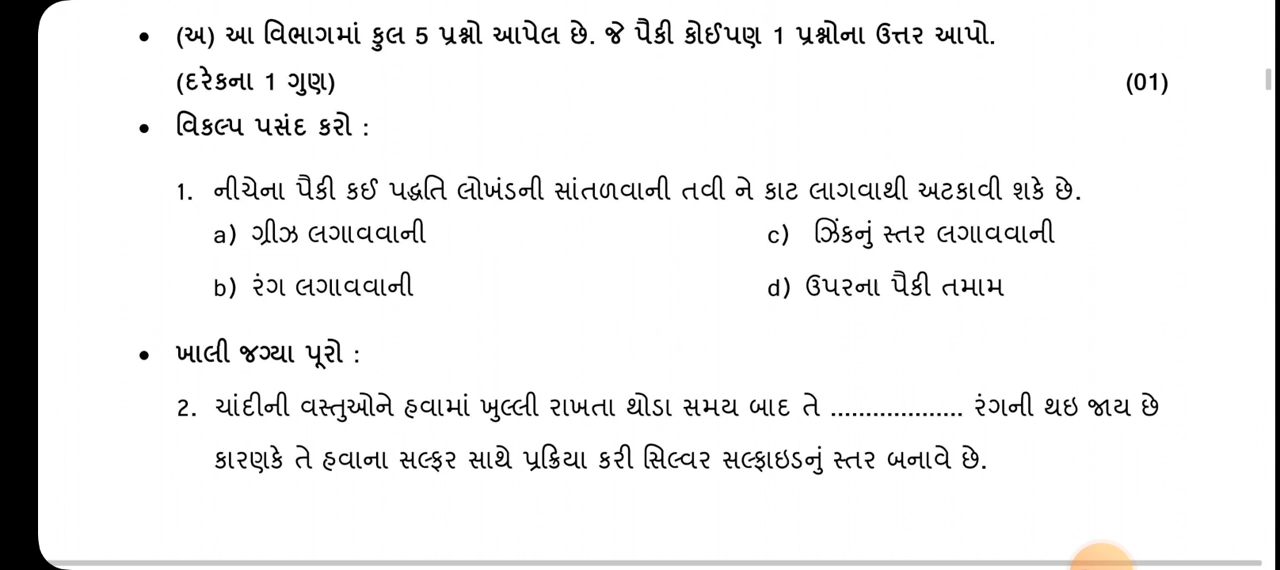 • (અ) આ વિભાગમાં કુલ 5 પ્રશ્નો આપેલ છે. જે પૈકી કોઈપણ 1 પ્રશ્નોના ઉત્તર આપો.
(દરેકના 1 ગુણ) (01)
• વિકલ્પ પસંદ કરો :
1. નીચેના પૈકી કઈ પદ્ધતિ લોખંડની સાંતળવાની તવી ને કાટ લાગવાથી અટકાવી શકે છે.
a) ગ્રીઝ લગાવવાની c) ઝિંકનું સ્તર લગાવવાની
b) રંગ લગાવવાની d) ઉપરના પૈકી તમામ
• ખાલી જગ્યા પૂરો :
2. ચાંદીની વસ્તુઓને હવામાં ખુલ્લી રાખતા થોડા સમય બાદ તે ................... રંગની થઇ જાય છે
કારણકે તે હવાના સલ્ફર સાથે પ્રક્રિયા કરી સિલ્વર સલ્ફાઇડનું સ્તર બનાવે છે.